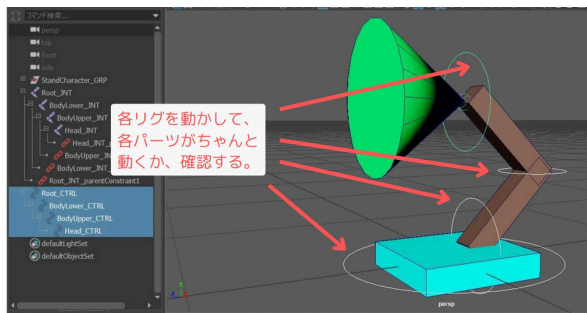 コマンド検索...
persp
top
front
side
StandCharacter_GRP
Root_JNT
BodyLower_JNT
BodyUpper_JNT
Head_JNT
Head_JNT_p
BodyUpper_JN
BodyLower_JNT_
Root_JNT_parentConstraint1
Root_CTRL
BodyLower_CTRL
BodyUpper_CTRL
Head_CTRL
defaultLightSet
defaultObjectSet
各リグを動かして、
各パーツがちゃんと
動くか、確認する。
persp